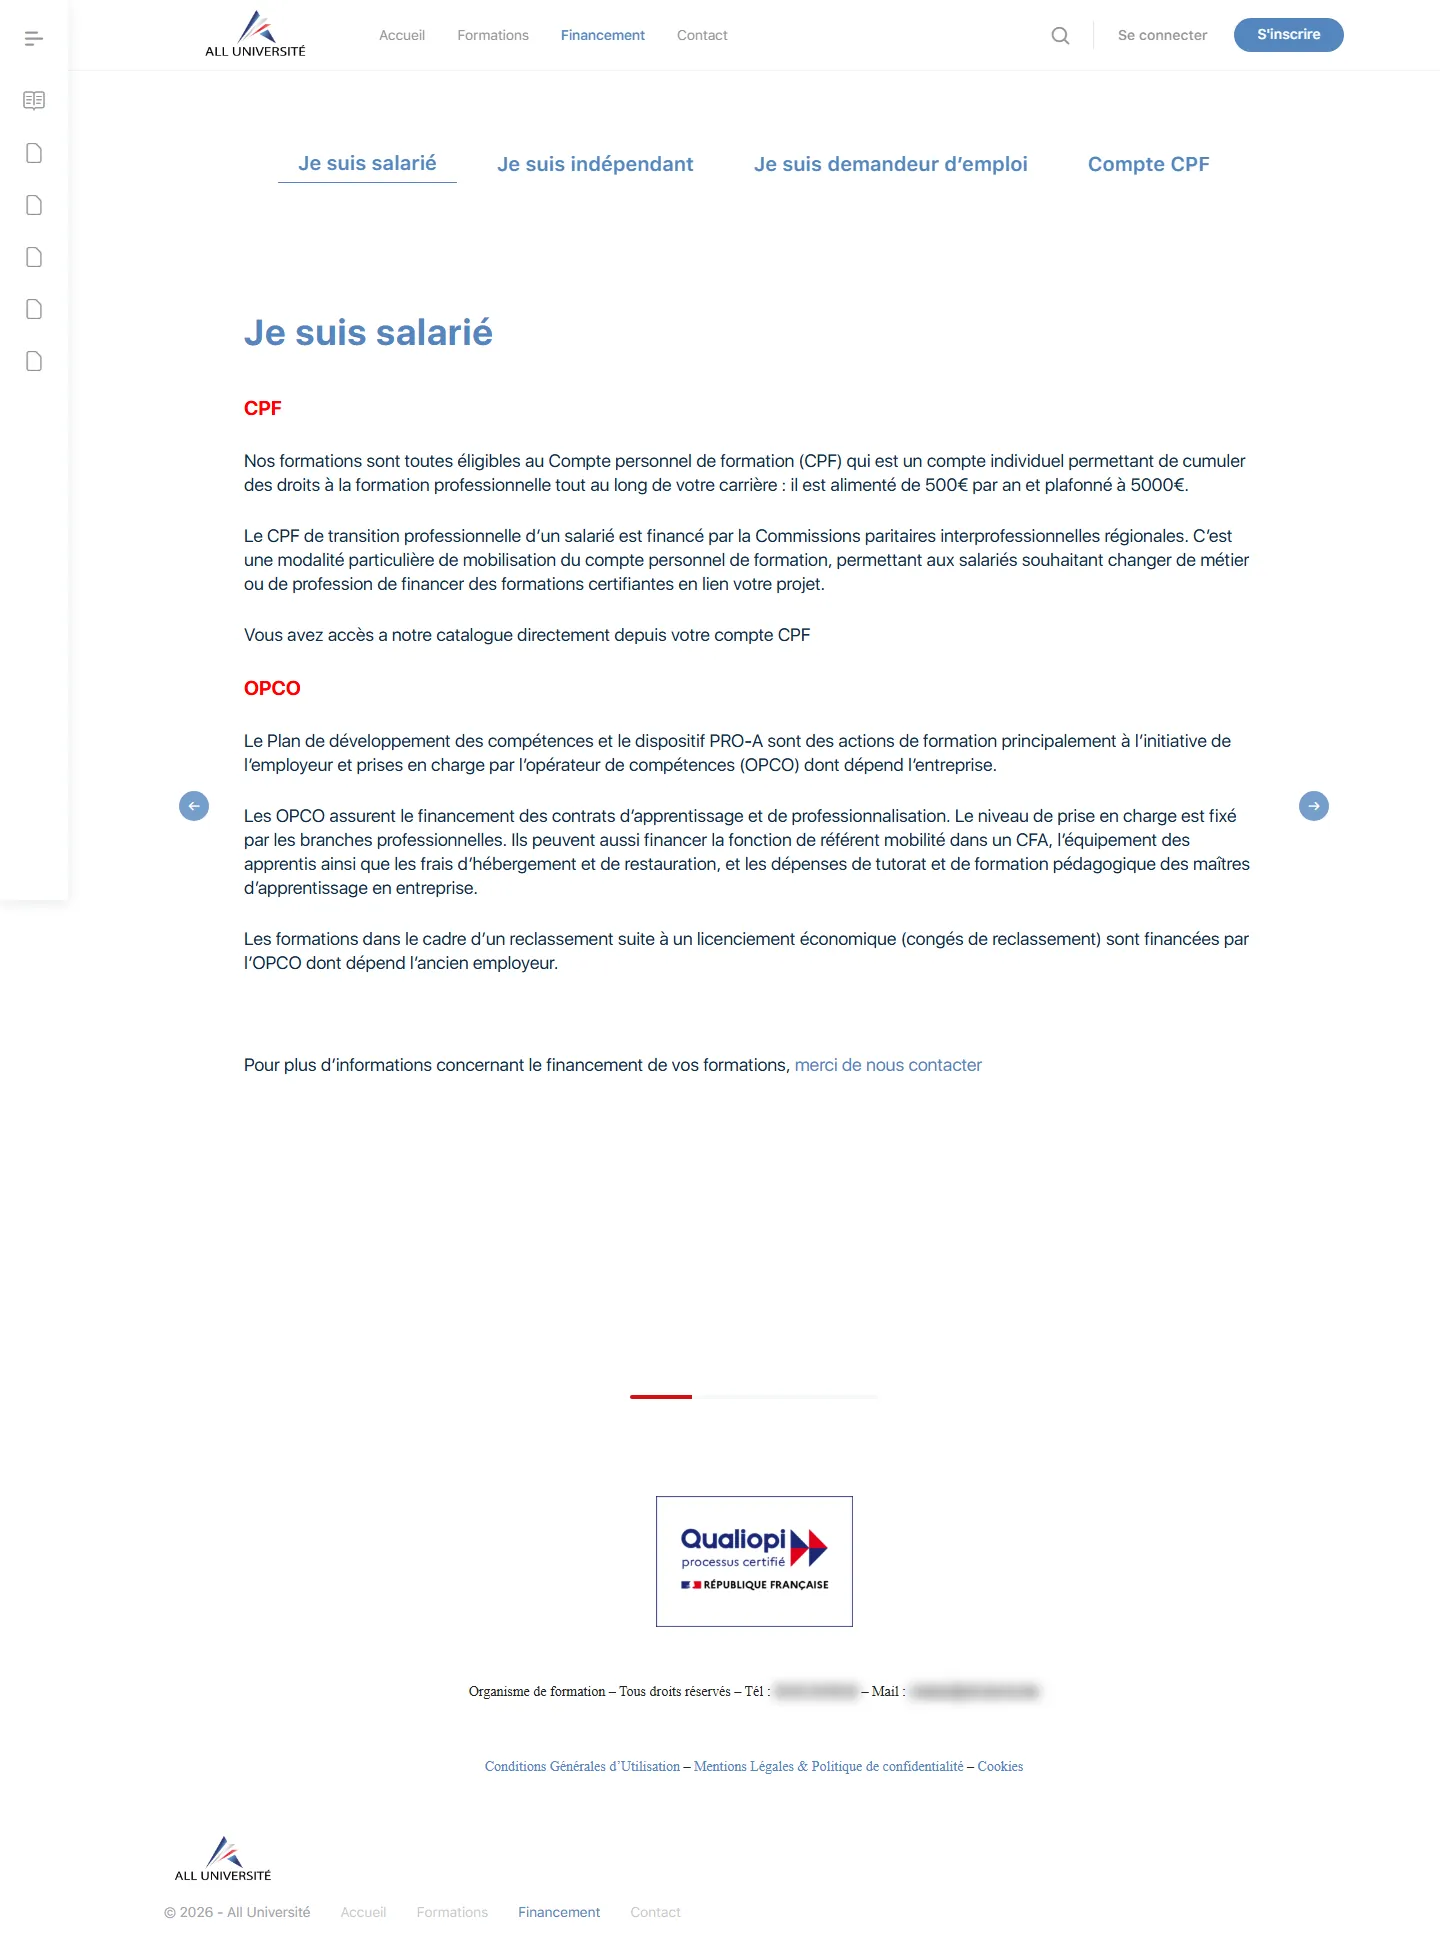 ALL UNIVERSITÉ
Accueil
Formations
Financement
Contact
Se connecter
S'inscrire
Je suis salarié
Je suis indépendant
Je suis demandeur d’emploi
Compte CPF
Je suis salarié
CPF
Nos formations sont toutes éligibles au Compte personnel de formation (CPF) qui est un compte individuel permettant de cumuler
des droits à la formation professionnelle tout au long de votre carrière : il est alimenté de 500€ par an et plafonné à 5000€.
Le CPF de transition professionnelle d’un salarié est financé par la Commissions paritaires interprofessionnelles régionales. C’est
une modalité particulière de mobilisation du compte personnel de formation, permettant aux salariés souhaitant changer de métier
ou de profession de financer des formations certifiantes en lien votre projet.
Vous avez accès a notre catalogue directement depuis votre compte CPF
OPCO
Le Plan de développement des compétences et le dispositif PRO-A sont des actions de formation principalement à l’initiative de
l’employeur et prises en charge par l’opérateur de compétences (OPCO) dont dépend l’entreprise.
Les OPCO assurent le financement des contrats d’apprentissage et de professionnalisation. Le niveau de prise en charge est fixé
par les branches professionnelles. Ils peuvent aussi financer la fonction de référent mobilité dans un CFA, l’équipement des
apprentis ainsi que les frais d’hébergement et de restauration, et les dépenses de tutorat et de formation pédagogique des maîtres
d’apprentissage en entreprise.
Les formations dans le cadre d’un reclassement suite à un licenciement économique (congés de reclassement) sont financées par
l’OPCO dont dépend l’ancien employeur.
Pour plus d’informations concernant le financement de vos formations, merci de nous contacter
Qualiopi
processus certifié
RÉPUBLIQUE FRANÇAISE
Organisme de formation – Tous droits réservés – Tél : – Mail :
Conditions Générales d’Utilisation – Mentions Légales & Politique de confidentialité – Cookies
ALL UNIVERSITÉ
© 2026 - All Université
Accueil
Formations
Financement
Contact